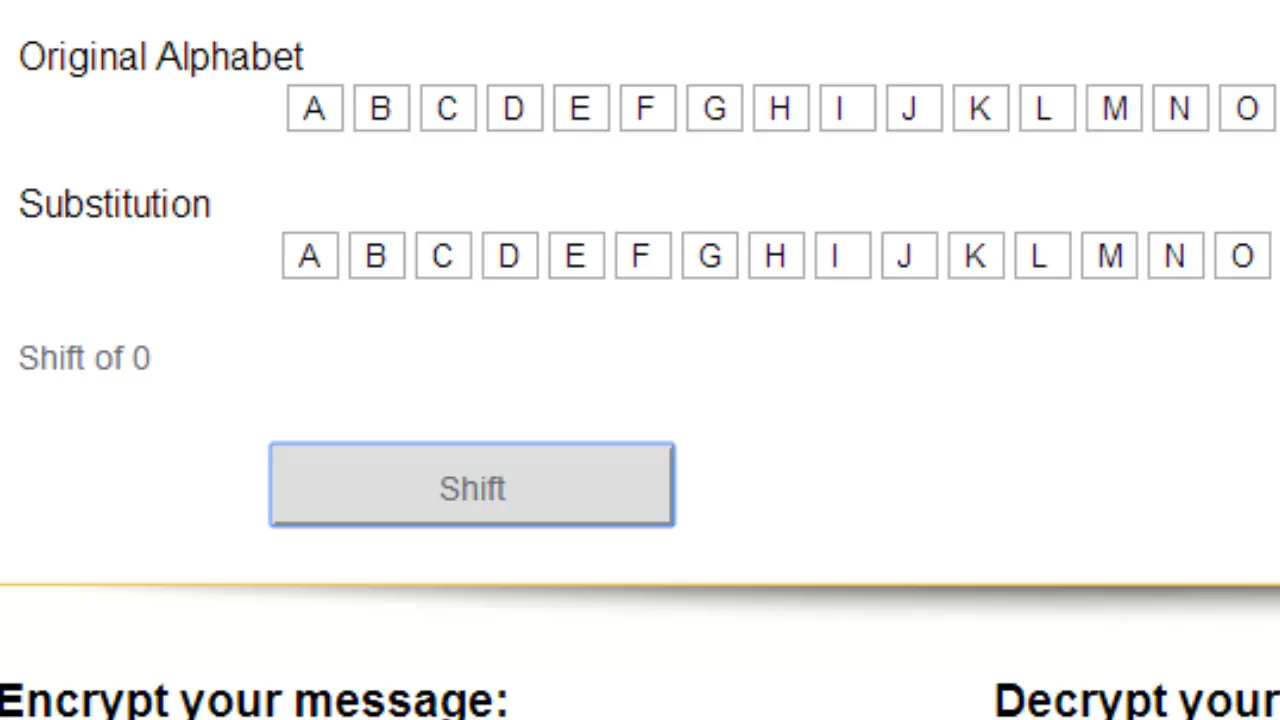 Original Alphabet
A B C D E F G H I J K L M N O
Substitution
A B C D E F G H I J K L M N O
Shift of 0
Shift
Encrypt your message: Decrypt your